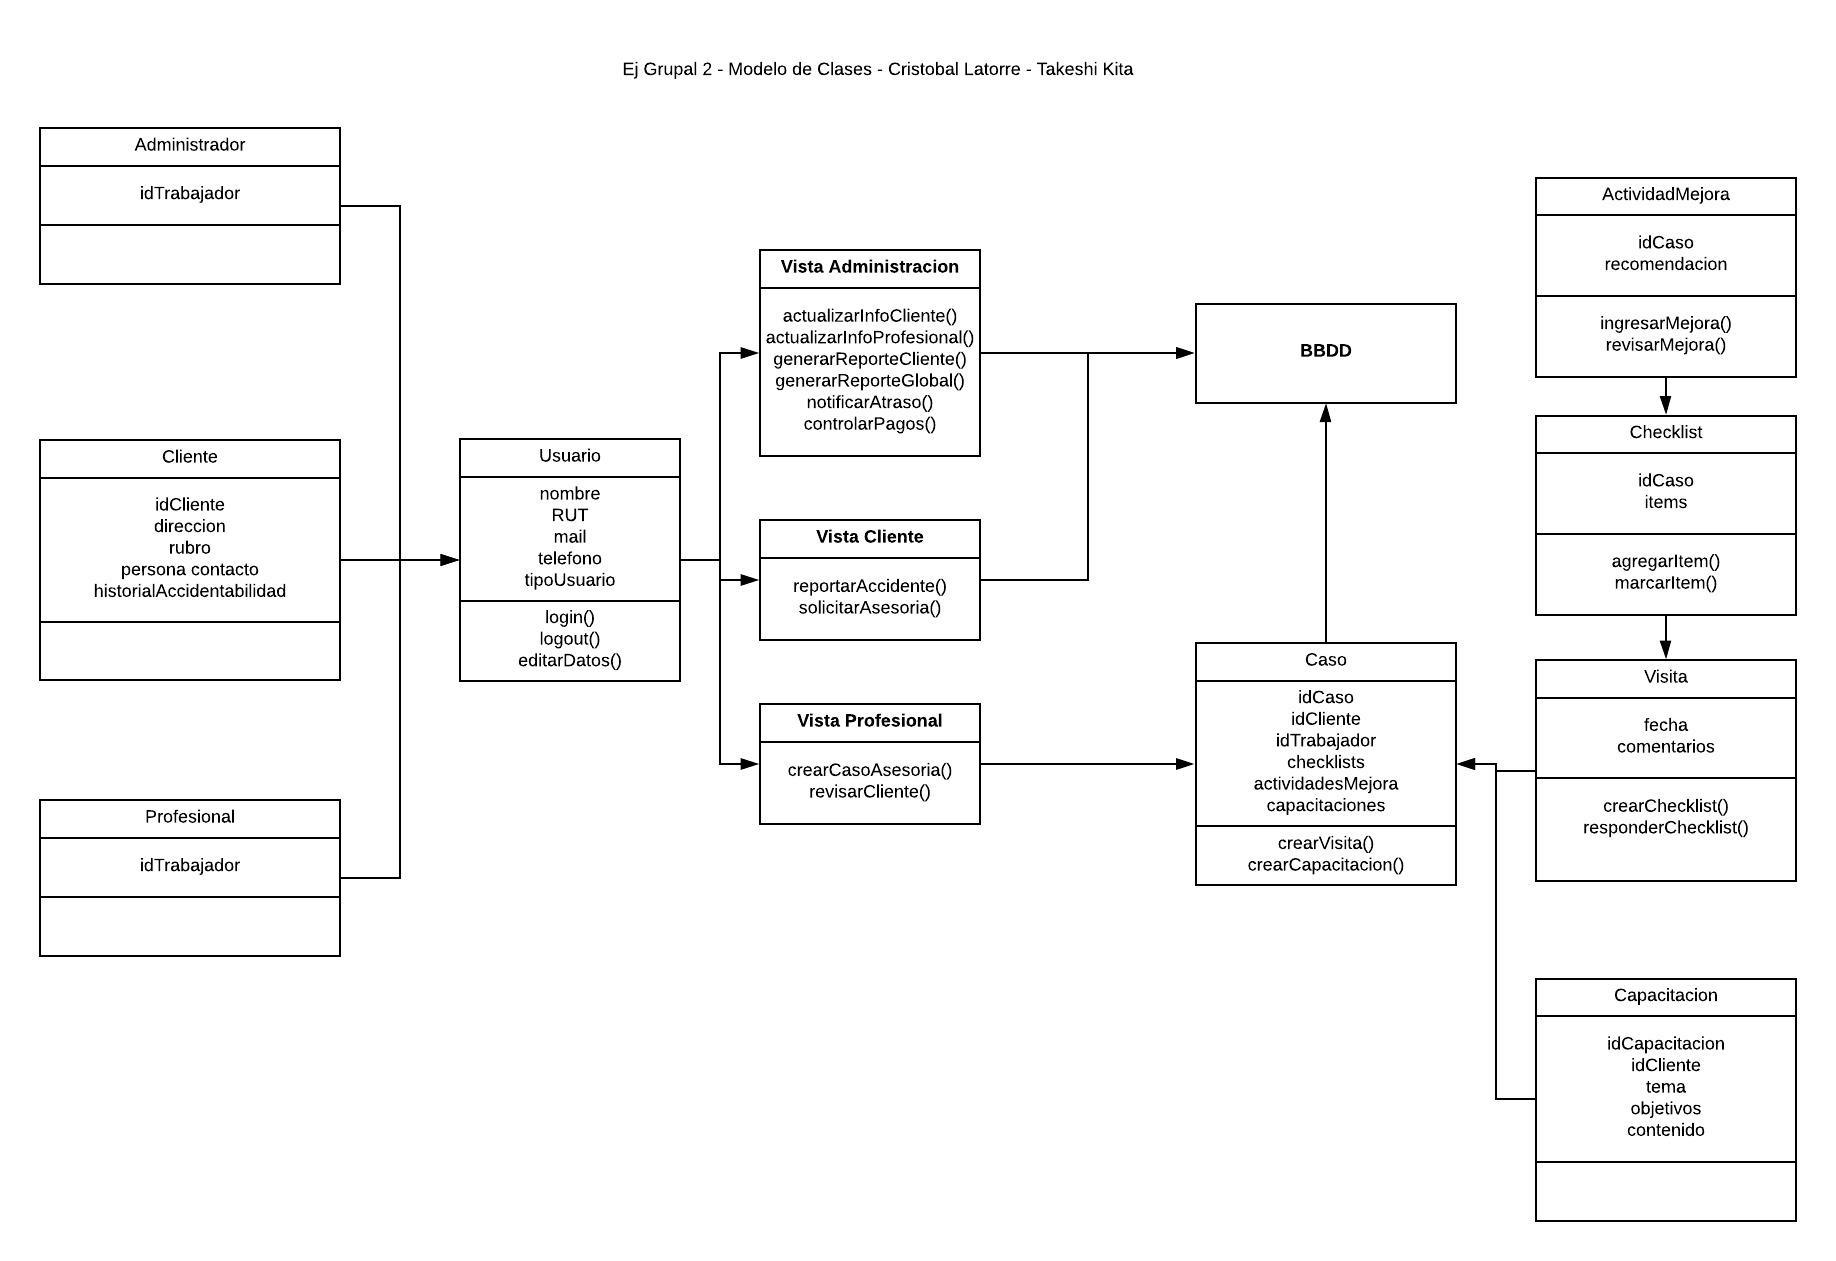 Ej Grupal 2 - Modelo de Clases - Cristobal Latorre - Takeshi Kita
Administrador
idTrabajador
Cliente
idCliente
direccion
rubro
persona contacto
historialAccidentabilidad
Profesional
idTrabajador
Usuario
nombre
RUT
mail
telefono
tipoUsuario
login()
logout()
editarDatos()
Vista Administracion
actualizarInfoCliente()
actualizarInfoProfesional()
generarReporteCliente()
generarReporteGlobal()
notificarAtraso()
controlarPagos()
Vista Cliente
reportarAccidente()
solicitarAsesoria()
Vista Profesional
crearCasoAsesoria()
revisarCliente()
BBDD
Caso
idCaso
idCliente
idTrabajador
checklists
actividadesMejora
capacitaciones
crearVisita()
crearCapacitacion()
ActividadMejora
idCaso
recomendacion
ingresarMejora()
revisarMejora()
Checklist
idCaso
items
agregarItem()
marcarItem()
Visita
fecha
comentarios
crearChecklist()
responderChecklist()
Capacitacion
idCapacitacion
idCliente
tema
objetivos
contenido